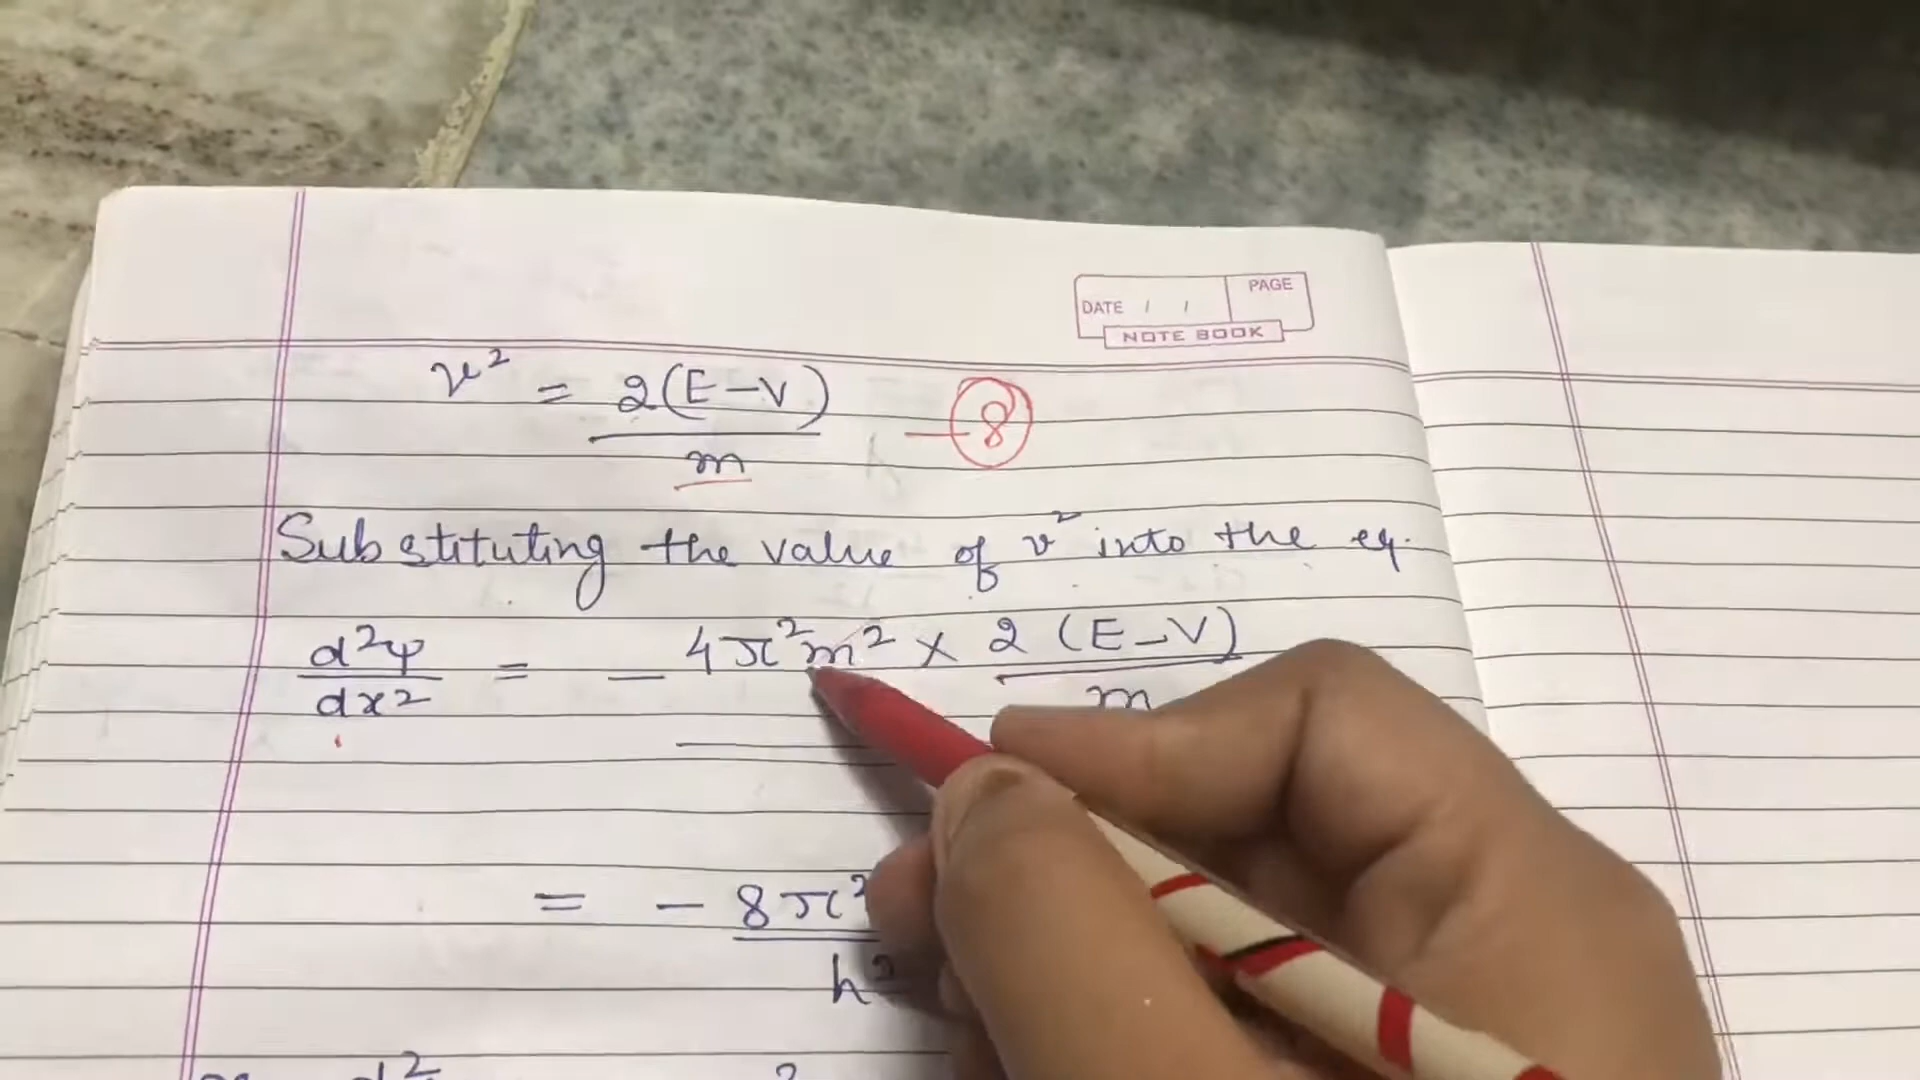 DATE / / PAGE
NOTE BOOK
v² = 2(E-V) / m — 8
Substituting the value of v² into the eq.
d²ψ / dx² = - 4π²m² × 2 (E-V) / m
= - 8π² / h²
d²